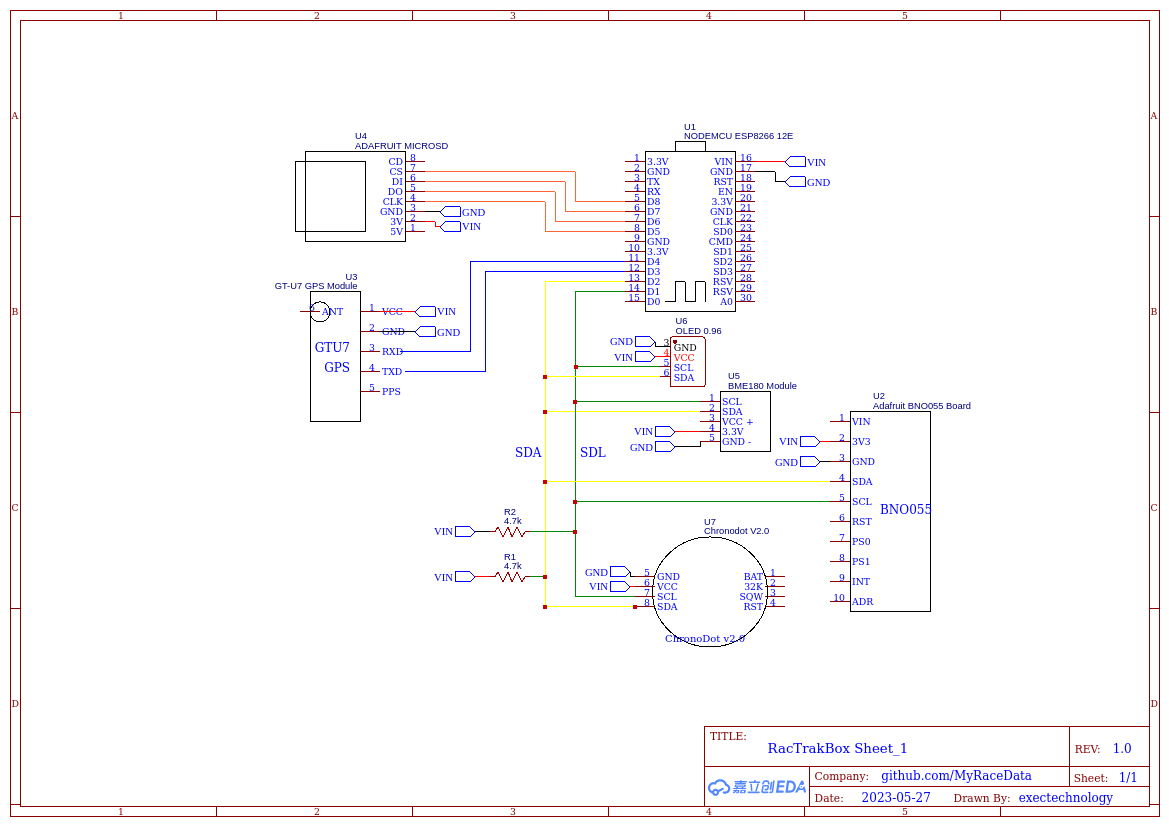 1 2 3 4 5
A
B
C
D
A
B
C
D
1 2 3 4 5
U4
ADAFRUIT MICROSD
CD 8
CS 7
DI 6
DO 5
CLK 4
GND 3 GND
3V 2 VIN
5V 1
U1
NODEMCU ESP8266 12E
1 3.3V VIN 16 VIN
2 GND GND 17
3 TX RST 18 GND
4 RX EN 19
5 D8 3.3V 20
6 D7 GND 21
7 D6 CLK 22
8 D5 SD0 23
9 GND CMD 24
10 3.3V SD1 25
11 D4 SD2 26
12 D3 SD3 27
13 D2 RSV 28
14 D1 RSV 29
15 D0 A0 30
U3
GT-U7 GPS Module
ANT
GTU7
GPS
1 VCC VIN
2 GND GND
3 RXD
4 TXD
5 PPS
U6
OLED 0.96
GND 3 GND
VIN 4 VCC
5 SCL
6 SDA
U5
BME180 Module
1 SCL
2 SDA
3 VCC +
VIN 4 3.3V
GND 5 GND -
SDA SDL
U2
Adafruit BNO055 Board
1 VIN
VIN 2 3V3
GND 3 GND
4 SDA
5 SCL
BNO055
6 RST
7 PS0
8 PS1
9 INT
10 ADR
R2
4.7k
VIN
R1
4.7k
VIN
U7
Chronodot V2.0
GND 5 GND BAT 1
VIN 6 VCC 32K 2
7 SCL SQW 3
8 SDA RST 4
ChronoDot v2.0
TITLE:
RacTrakBox Sheet_1
REV: 1.0
嘉立创EDA
Company: github.com/MyRaceData
Sheet: 1/1
Date: 2023-05-27 Drawn By: exectechnology